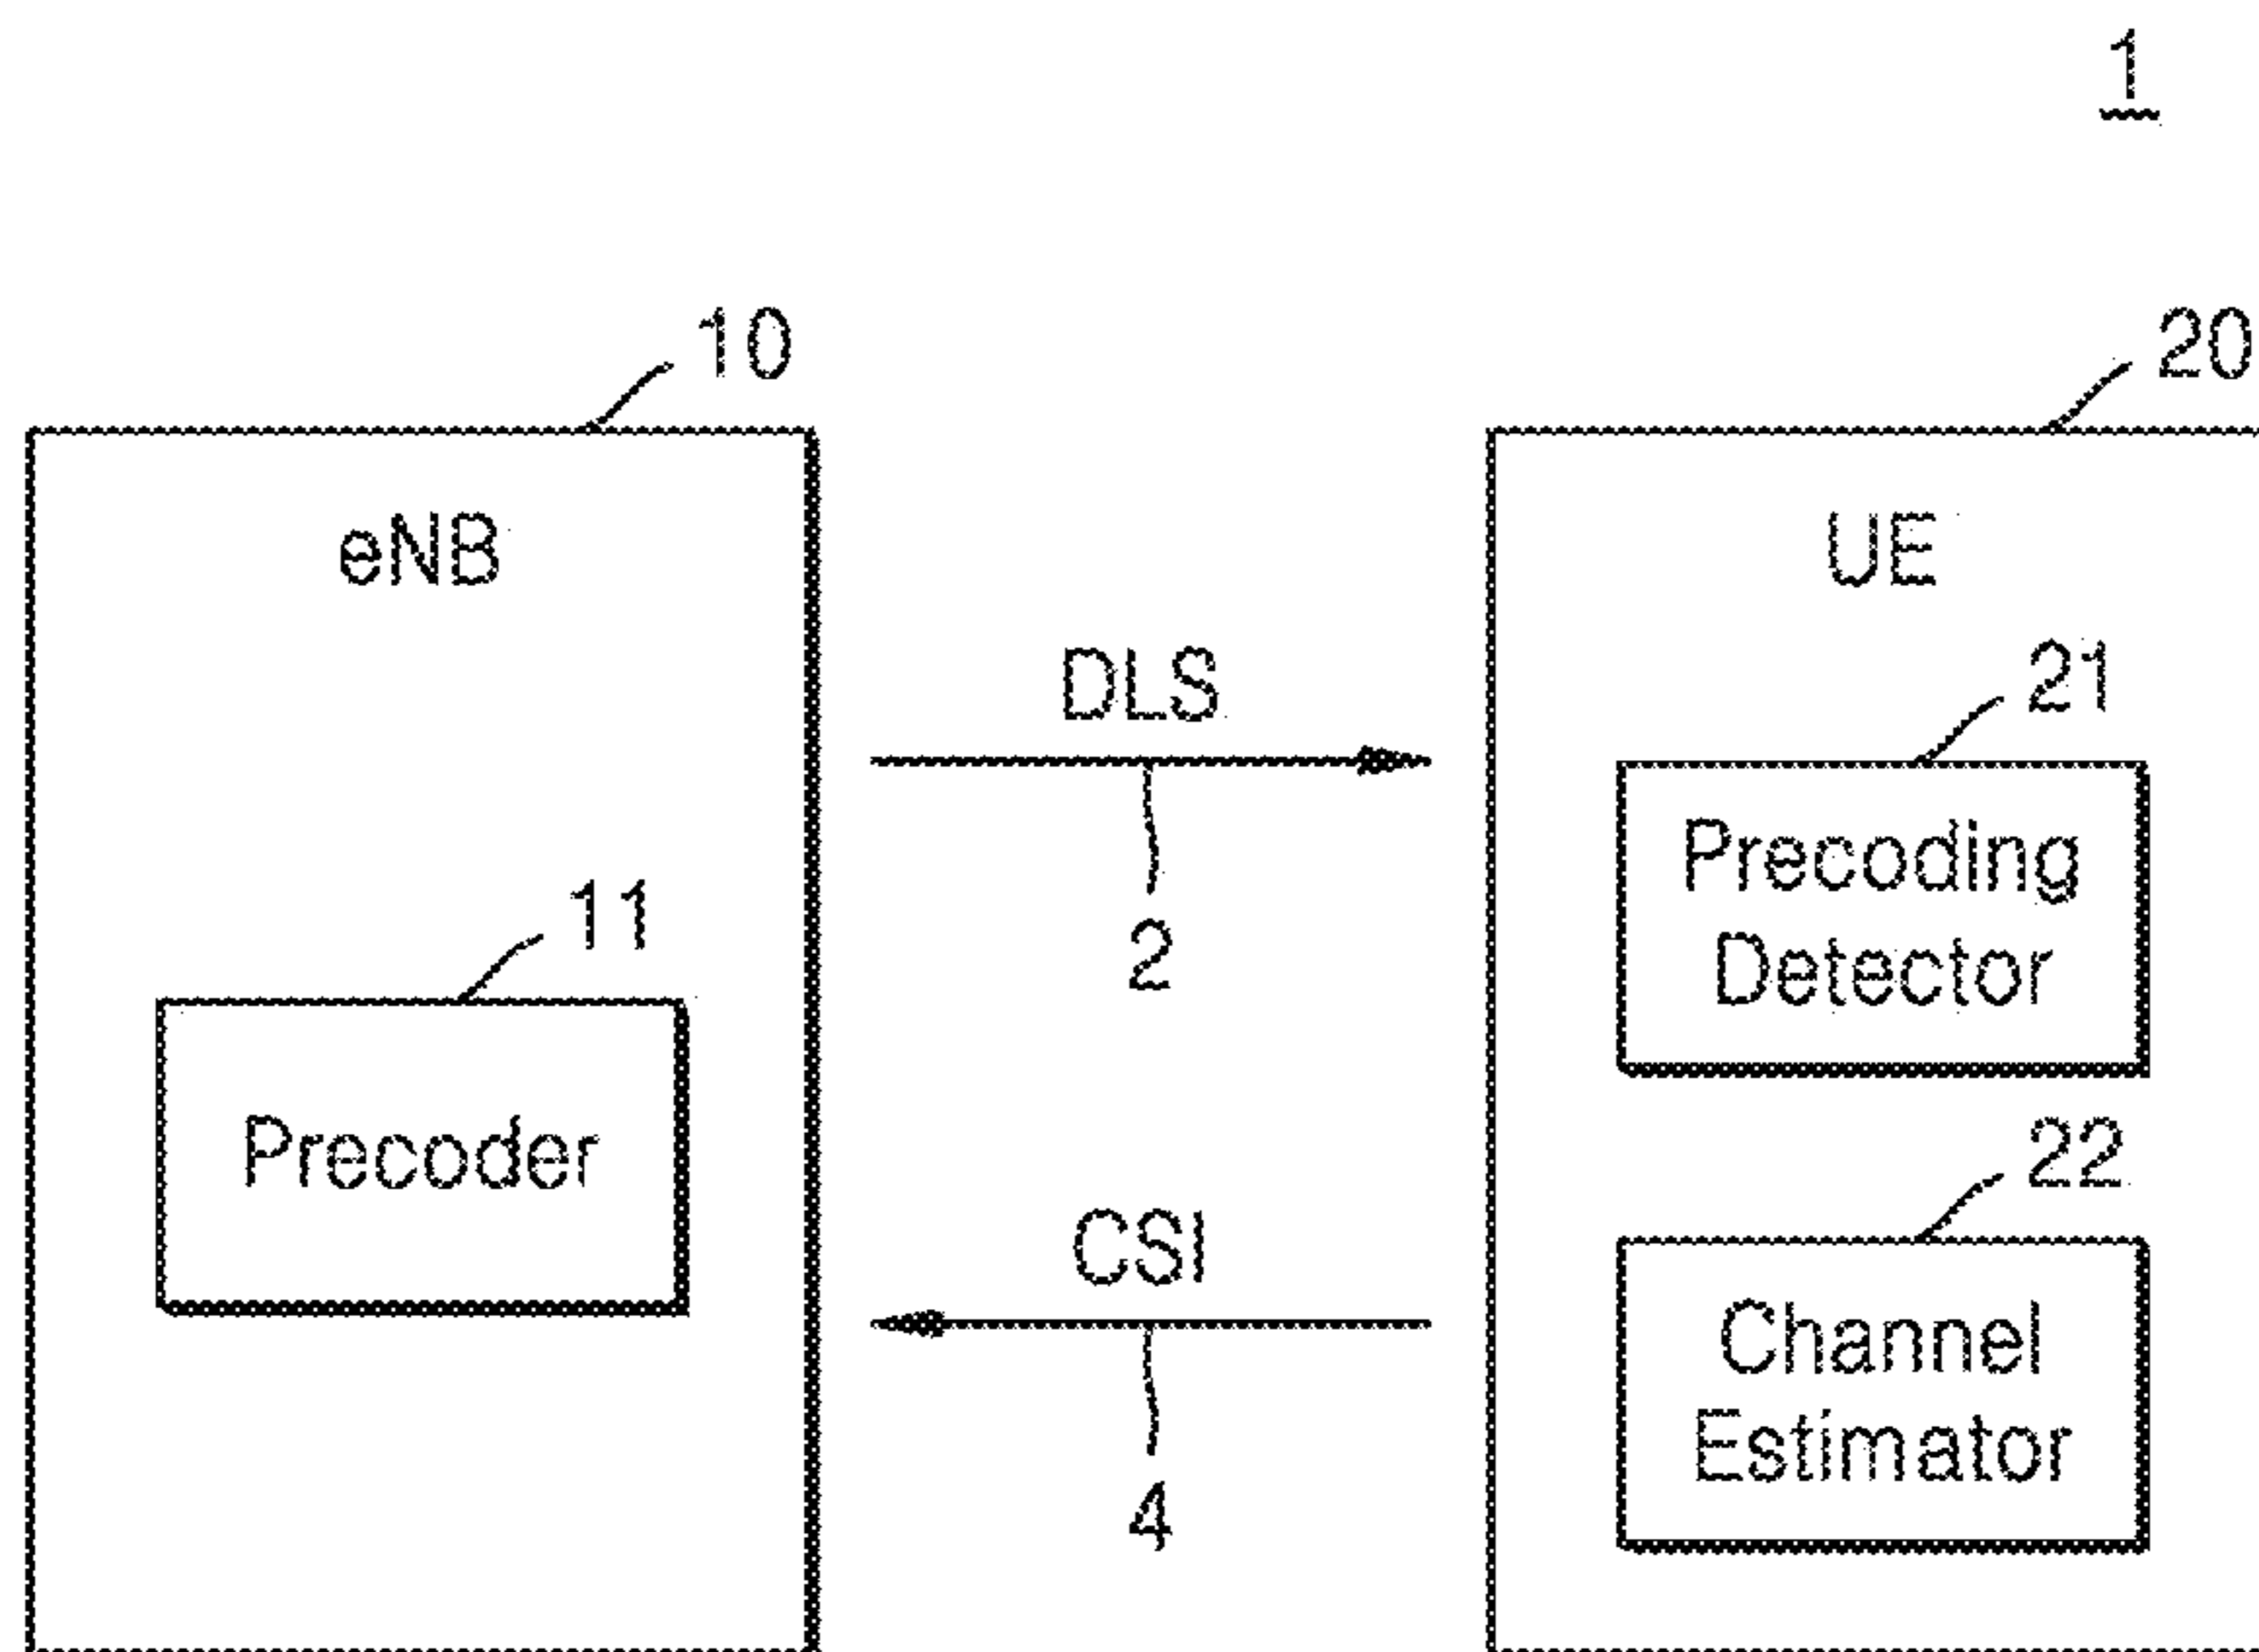 1
10
20
eNB
UE
DLS
21
2
Precoding
Detector
11
Precoder
CSI
22
4
Channel
Estimator